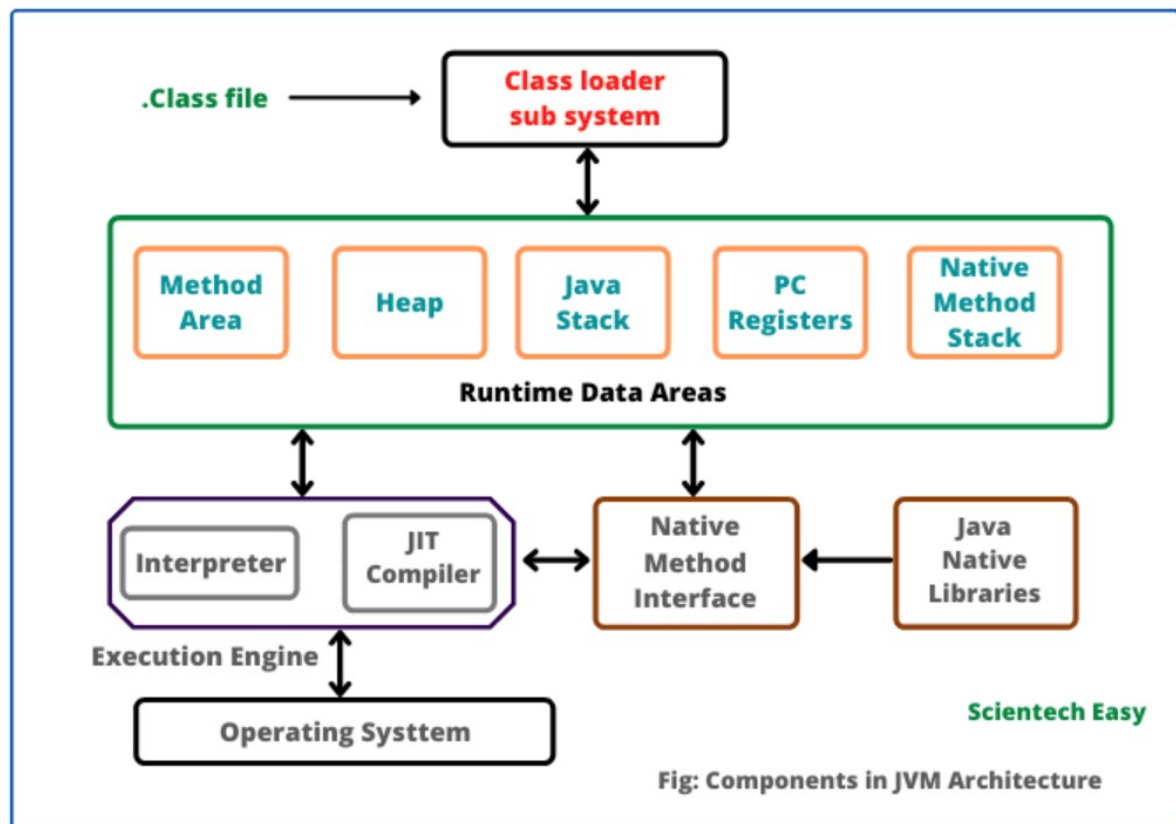 .Class file
Class loader
sub system
Method
Area
Heap
Java
Stack
PC
Registers
Native
Method
Stack
Runtime Data Areas
Interpreter
JIT
Compiler
Native
Method
Interface
Java
Native
Libraries
Execution Engine
Operating Systtem
Scientech Easy
Fig: Components in JVM Architecture